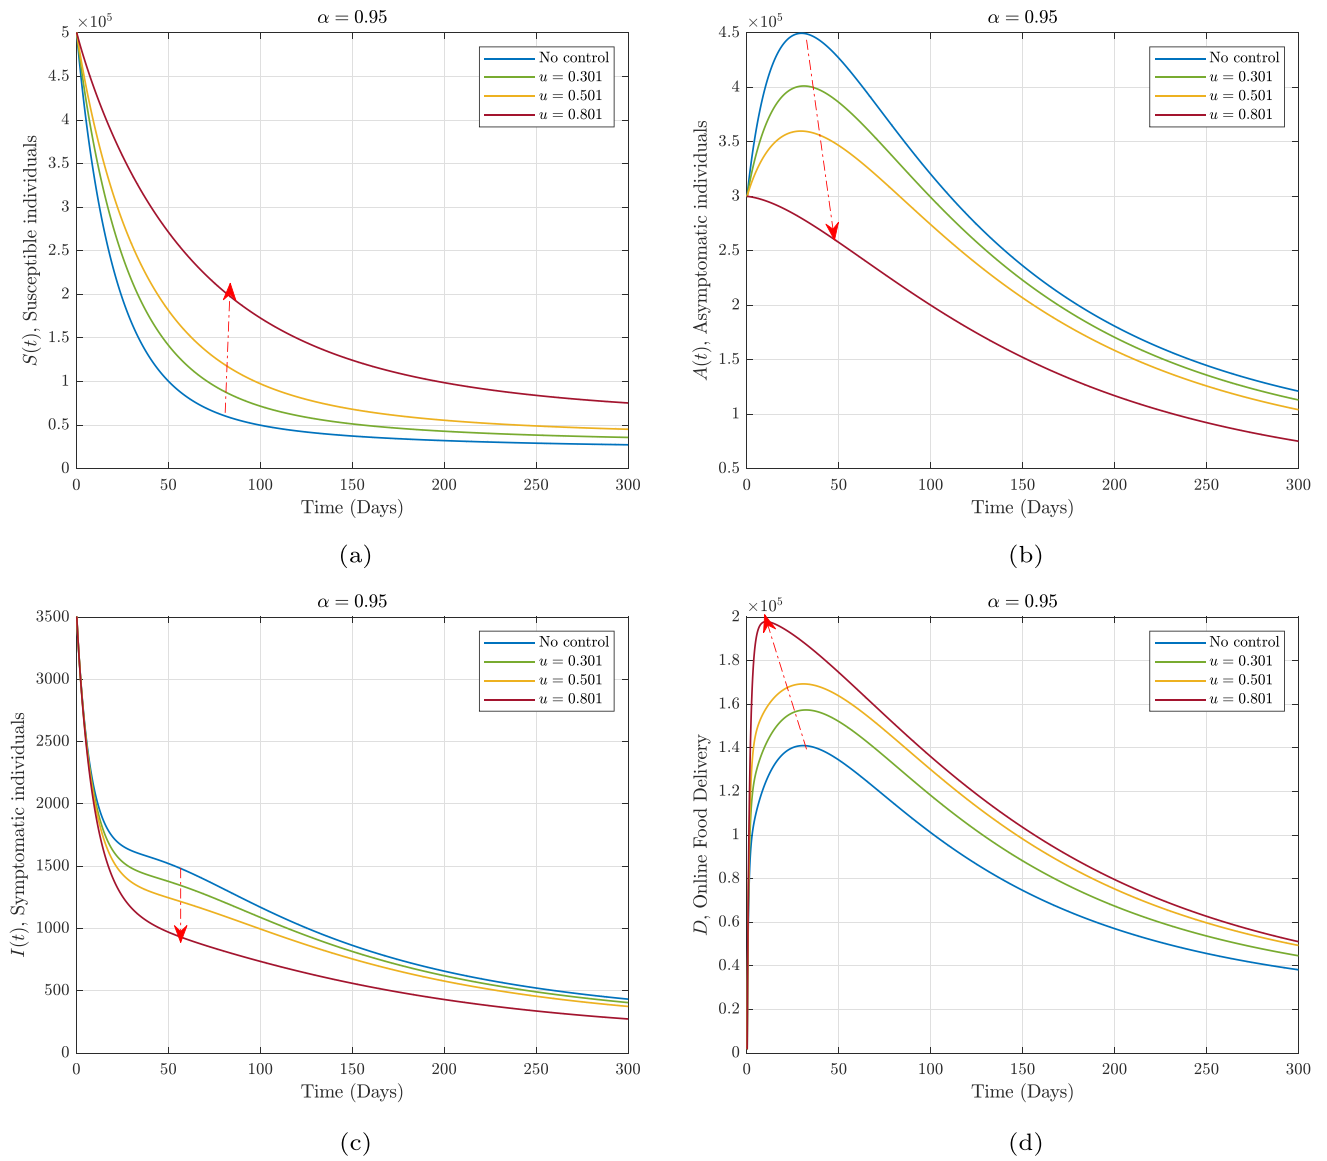 α = 0.95
×10⁵
5
4.5
4
3.5
3
2.5
2
1.5
1
0.5
0
S(t), Susceptible individuals
No control
u = 0.301
u = 0.501
u = 0.801
0 50 100 150 200 250 300
Time (Days)
(a)
α = 0.95
×10⁵
4.5
4
3.5
3
2.5
2
1.5
1
0.5
A(t), Asymptomatic individuals
No control
u = 0.301
u = 0.501
u = 0.801
0 50 100 150 200 250 300
Time (Days)
(b)
α = 0.95
3500
3000
2500
2000
1500
1000
500
0
I(t), Symptomatic individuals
No control
u = 0.301
u = 0.501
u = 0.801
0 50 100 150 200 250 300
Time (Days)
(c)
α = 0.95
×10⁵
2
1.8
1.6
1.4
1.2
1
0.8
0.6
0.4
0.2
0
D, Online Food Delivery
No control
u = 0.301
u = 0.501
u = 0.801
0 50 100 150 200 250 300
Time (Days)
(d)